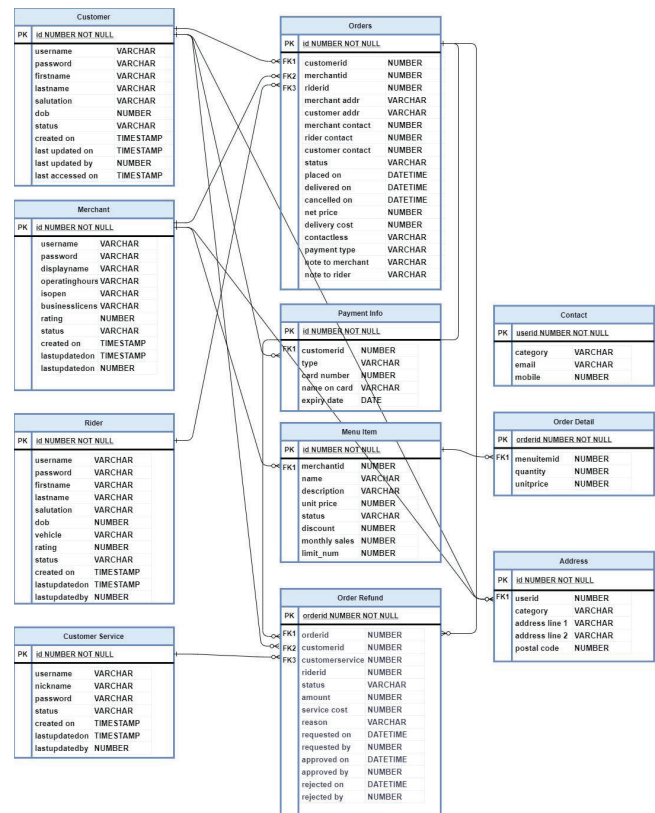 Customer
PK id NUMBER NOT NULL
username VARCHAR
password VARCHAR
firstname VARCHAR
lastname VARCHAR
salutation VARCHAR
dob NUMBER
status VARCHAR
created on TIMESTAMP
last updated on TIMESTAMP
last updated by NUMBER
last accessed on TIMESTAMP
Merchant
PK id NUMBER NOT NULL
username VARCHAR
password VARCHAR
displayname VARCHAR
operatinghours VARCHAR
isopen VARCHAR
businesslicens VARCHAR
rating NUMBER
status VARCHAR
created on TIMESTAMP
lastupdatedon TIMESTAMP
lastupdatedon NUMBER
Rider
PK id NUMBER NOT NULL
username VARCHAR
password VARCHAR
firstname VARCHAR
lastname VARCHAR
salutation VARCHAR
dob NUMBER
vehicle VARCHAR
rating NUMBER
status VARCHAR
created on TIMESTAMP
lastupdatedon TIMESTAMP
lastupdatedby NUMBER
Customer Service
PK id NUMBER NOT NULL
username VARCHAR
nickname VARCHAR
password VARCHAR
status VARCHAR
created on TIMESTAMP
lastupdatedon TIMESTAMP
lastupdatedby NUMBER
Orders
PK id NUMBER NOT NULL
FK1 customerid NUMBER
FK2 merchantid NUMBER
FK3 riderid NUMBER
merchant addr VARCHAR
customer addr VARCHAR
merchant contact NUMBER
rider contact NUMBER
customer contact NUMBER
status VARCHAR
placed on DATETIME
delivered on DATETIME
cancelled on DATETIME
net price NUMBER
delivery cost NUMBER
contactless VARCHAR
payment type VARCHAR
note to merchant VARCHAR
note to rider VARCHAR
Payment Info
PK id NUMBER NOT NULL
FK1 customerid NUMBER
type VARCHAR
card number NUMBER
name on card VARCHAR
expiry date DATE
Menu Item
PK id NUMBER NOT NULL
FK1 merchantid NUMBER
name VARCHAR
description VARCHAR
unit price NUMBER
status VARCHAR
discount NUMBER
monthly sales NUMBER
limit_num NUMBER
Order Refund
PK orderid NUMBER NOT NULL
FK1 orderid NUMBER
FK2 customerid NUMBER
FK3 customerservice NUMBER
riderid NUMBER
status VARCHAR
amount NUMBER
service cost NUMBER
reason VARCHAR
requested on DATETIME
requested by NUMBER
approved on DATETIME
approved by NUMBER
rejected on DATETIME
rejected by NUMBER
Contact
PK userid NUMBER NOT NULL
category VARCHAR
email VARCHAR
mobile NUMBER
Order Detail
PK orderid NUMBER NOT NULL
FK1 menuitemid NUMBER
quantity NUMBER
unitprice NUMBER
Address
PK id NUMBER NOT NULL
FK1 userid NUMBER
category VARCHAR
address line 1 VARCHAR
address line 2 VARCHAR
postal code NUMBER